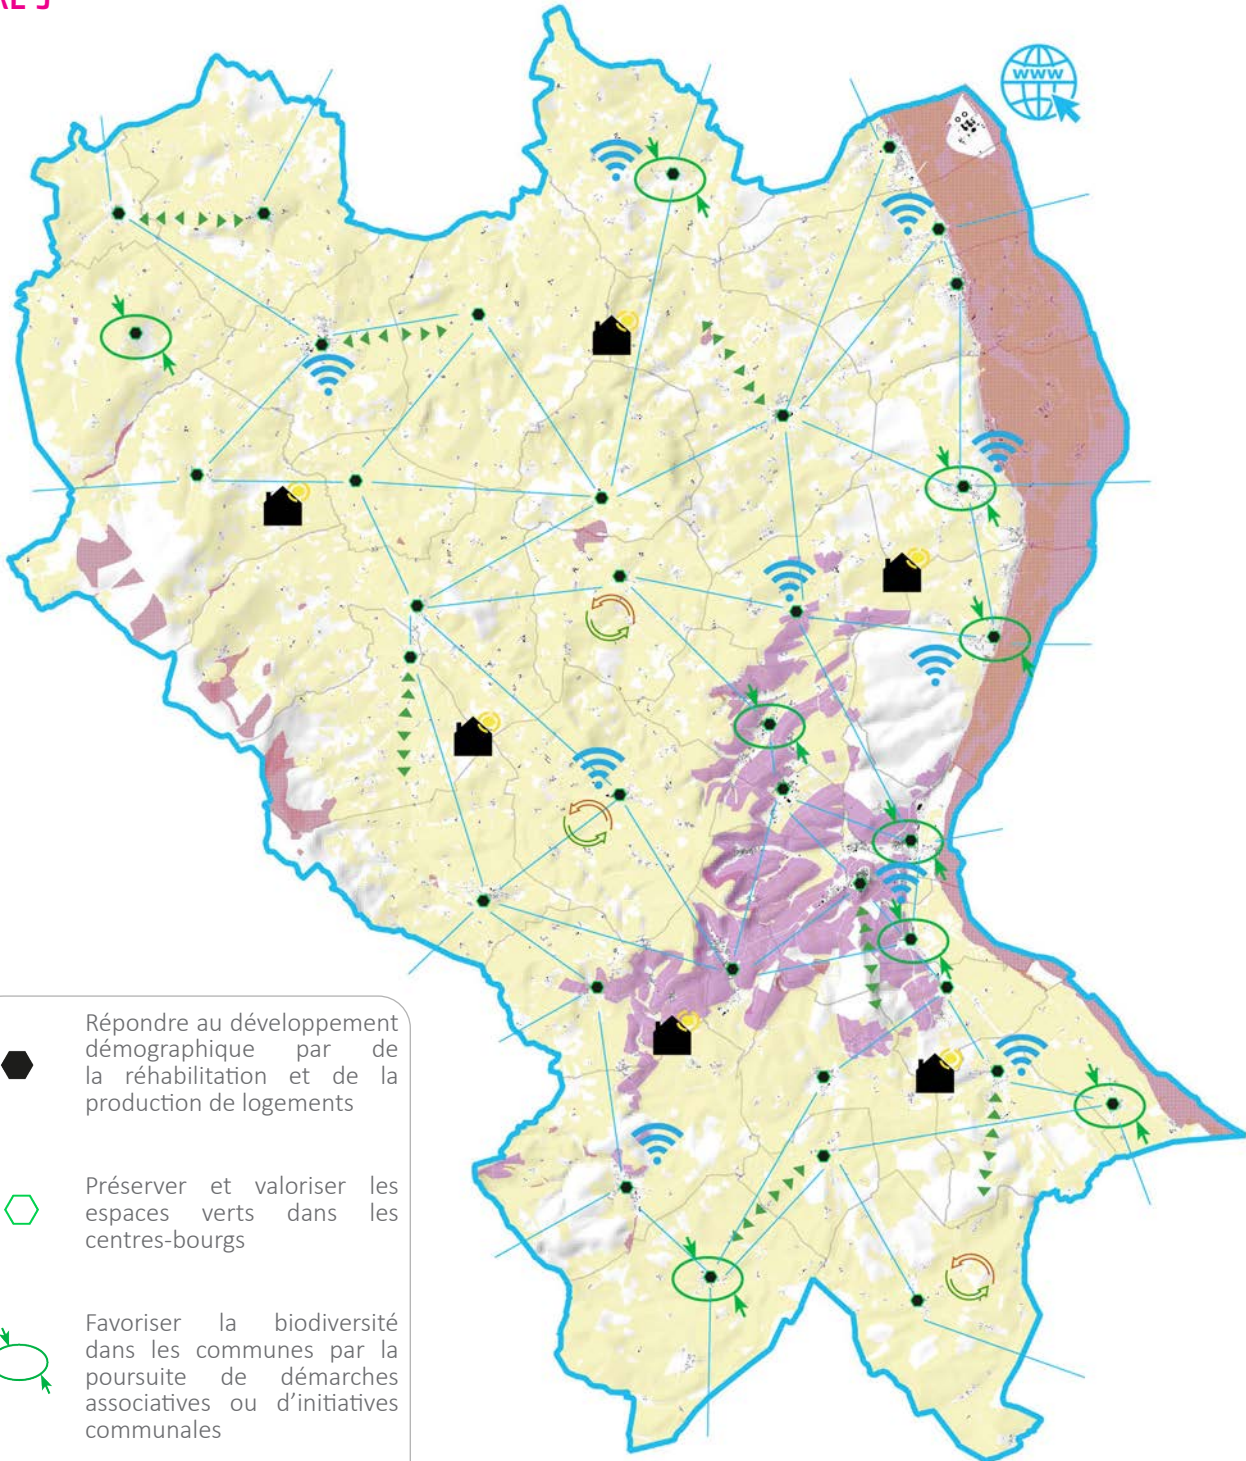 WWW
Répondre au développement
démographique par de
la réhabilitation et de la
production de logements
Préserver et valoriser les
espaces verts dans les
centres-bourgs
Favoriser la biodiversité
dans les communes par la
poursuite de démarches
associatives ou d’initiatives
communales